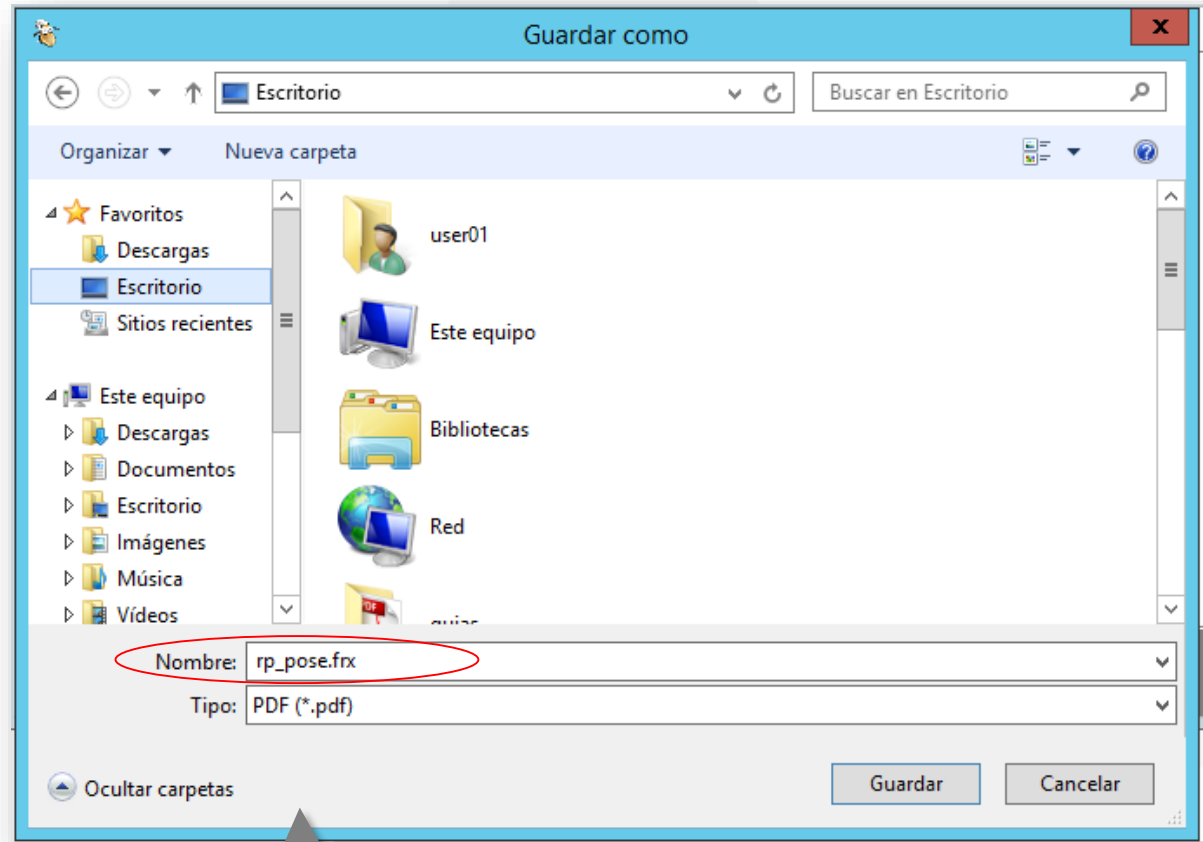 Guardar como
x
Escritorio
Buscar en Escritorio
Organizar
Nueva carpeta
Favoritos
Descargas
Escritorio
Sitios recientes
Este equipo
Descargas
Documentos
Escritorio
Imágenes
Música
Vídeos
user01
Este equipo
Bibliotecas
Red
PDF
Nombre: rp_pose.frx
Tipo: PDF (*.pdf)
Ocultar carpetas
Guardar
Cancelar